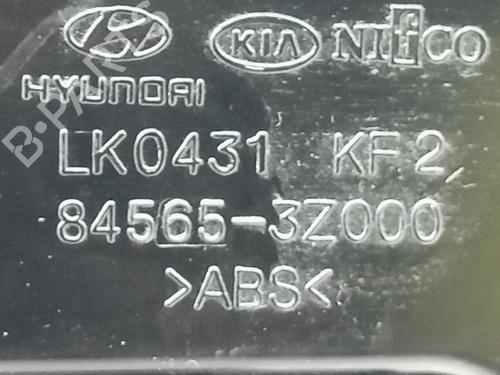 KIA NIfCO
HYUNDAI
B-PARTS
LK0431 KF2
84565-3Z000
>ABS<